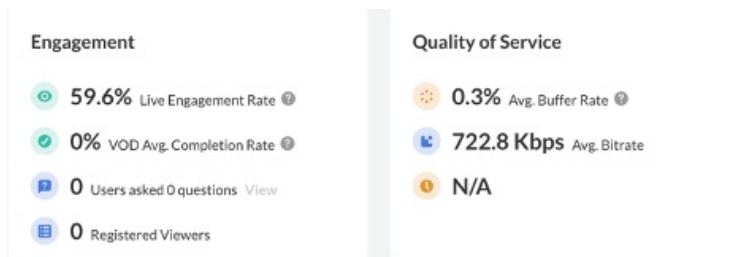 Engagement
59.6% Live Engagement Rate ?
0% VOD Avg. Completion Rate ?
0 Users asked 0 questions View
0 Registered Viewers
Quality of Service
0.3% Avg. Buffer Rate ?
722.8 Kbps Avg. Bitrate
N/A